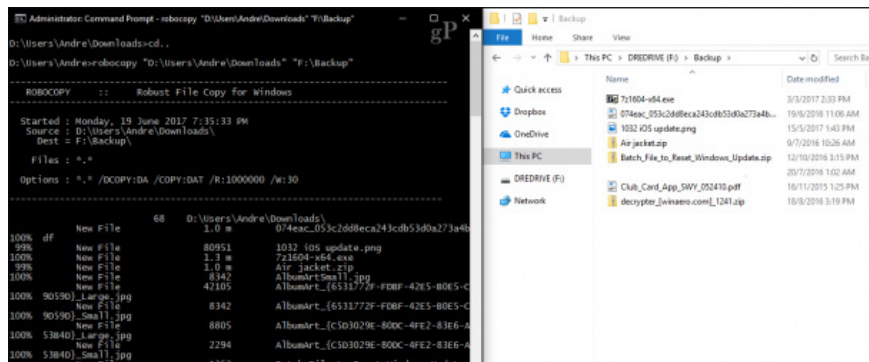 Administrator: Command Prompt - robocopy "D:\Users\Andre\Downloads" "F:\Backup"
gP
D:\Users\Andre\Downloads>cd..
D:\Users\Andre>robocopy "D:\Users\Andre\Downloads" "F:\Backup"
ROBOCOPY :: Robust File Copy for Windows
Started : Monday, 19 June 2017 7:35:33 PM
Source : D:\Users\Andre\Downloads\
Dest = F:\Backup\
Files : *.*
Options : *.* /DCOPY:DA /COPY:DAT /R:1000000 /W:30
68 D:\Users\Andre\Downloads\
New File 1.0 m 074eac_053c2dd8eca243cdb53d0a273a4b
100% df
New File 80951 1032 iOS update.png
99%
New File 1.3 m 7z1604-x64.exe
100%
New File 1.0 m Air jacket.zip
99%
New File 8342 AlbumArtSmall.jpg
100%
New File 42105 AlbumArt_{6531772F-FDBF-42E5-B0E5-C
100% 9D59D}_Large.jpg
New File 8342 AlbumArt_{6531772F-FDBF-42E5-B0E5-C
100% 9D59D}_Small.jpg
New File 8805 AlbumArt_{C5D3029E-80DC-4FE2-83E6-A
100% 53B4D}_Large.jpg
New File 2294 AlbumArt_{C5D3029E-80DC-4FE2-83E6-A
100% 53B4D}_Small.jpg
Backup
File Home Share View
This PC > DREDRIVE (F:) > Backup > Search Ba
Name Date modified
Quick access
Dropbox
OneDrive
This PC
DREDRIVE (F:)
Network
7z1604-x64.exe 3/3/2017 2:33 PM
074eac_053c2dd8eca243cdb53d0a273a4b... 19/6/2016 11:06 AM
1032 iOS update.png 15/5/2017 1:43 PM
Air jacket.zip 9/7/2016 10:26 AM
Batch_File_to_Reset_Windows_Update.zip 12/10/2016 3:15 PM
20/7/2016 1:02 AM
Club_Card_App_SWY_052410.pdf 16/11/2015 1:25 PM
decrypter_[winaero.com]_1241.zip 18/8/2016 3:19 PM